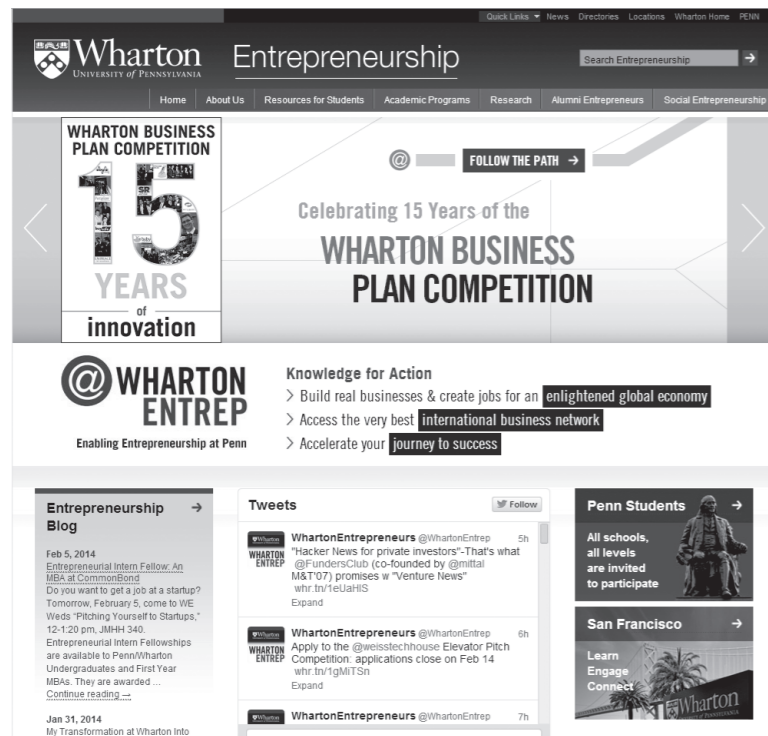 Quick Links News Directories Locations Wharton Home PENN
Wharton
UNIVERSITY of PENNSYLVANIA
Entrepreneurship
Search Entrepreneurship
Home About Us Resources for Students Academic Programs Research Alumni Entrepreneurs Social Entrepreneurship
WHARTON BUSINESS
PLAN COMPETITION
15
YEARS
of
innovation
@ FOLLOW THE PATH →
Celebrating 15 Years of the
WHARTON BUSINESS
PLAN COMPETITION
@WHARTON
ENTREP
Enabling Entrepreneurship at Penn
Knowledge for Action
> Build real businesses & create jobs for an enlightened global economy
> Access the very best international business network
> Accelerate your journey to success
Entrepreneurship →
Blog
Feb 5, 2014
Entrepreneurial Intern Fellow: An
MBA at CommonBond
Do you want to get a job at a startup?
Tomorrow, February 5, come to WE
Weds "Pitching Yourself to Startups,"
12-1:20 pm, JMHH 340.
Entrepreneurial Intern Fellowships
are available to Penn/Wharton
Undergraduates and First Year
MBAs. They are awarded ...
Continue reading →
Jan 31, 2014
My Transformation at Wharton Into
Tweets
Follow
Wharton
WHARTON
ENTREP
WhartonEntrepreneurs @WhartonEntrep 5h
"Hacker News for private investors"-That's what
@FundersClub (co-founded by @mittal
M&T'07) promises w "Venture News"
whr.tn/1eUaHIS
Expand
Wharton
WHARTON
ENTREP
WhartonEntrepreneurs @WhartonEntrep 6h
Apply to the @weisstechhouse Elevator Pitch
Competition: applications close on Feb 14
whr.tn/1gMiTSn
Expand
Wharton
WhartonEntrepreneurs @WhartonEntrep 7h
Penn Students →
All schools,
all levels
are invited
to participate
San Francisco →
Learn
Engage
Connect
Wharton